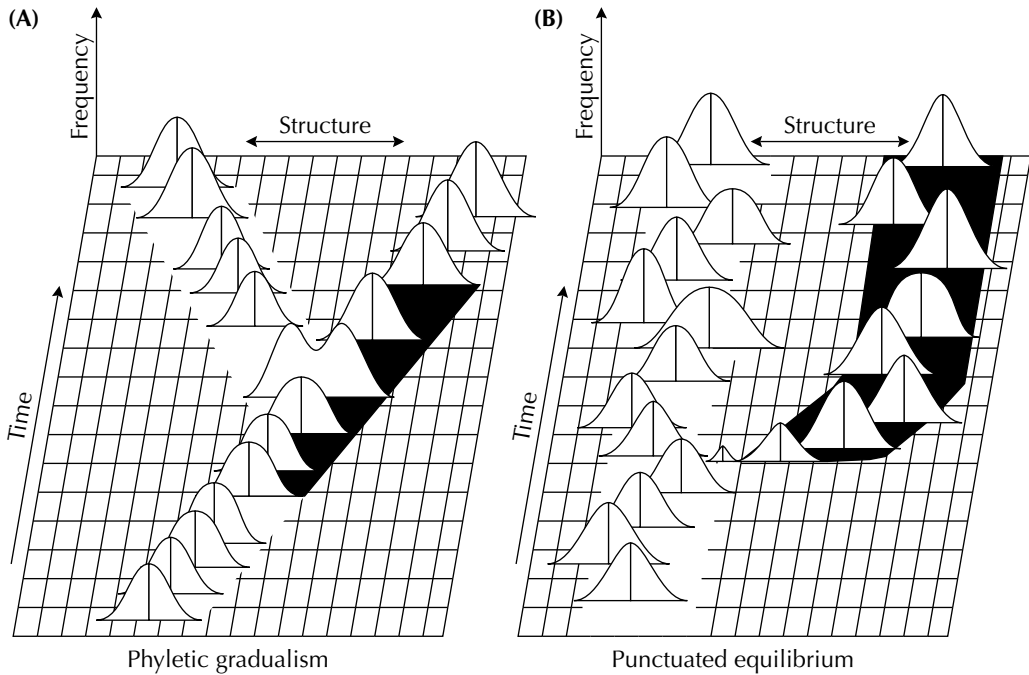 (A)
Frequency
Structure
Time
Phyletic gradualism
(B)
Frequency
Structure
Time
Punctuated equilibrium